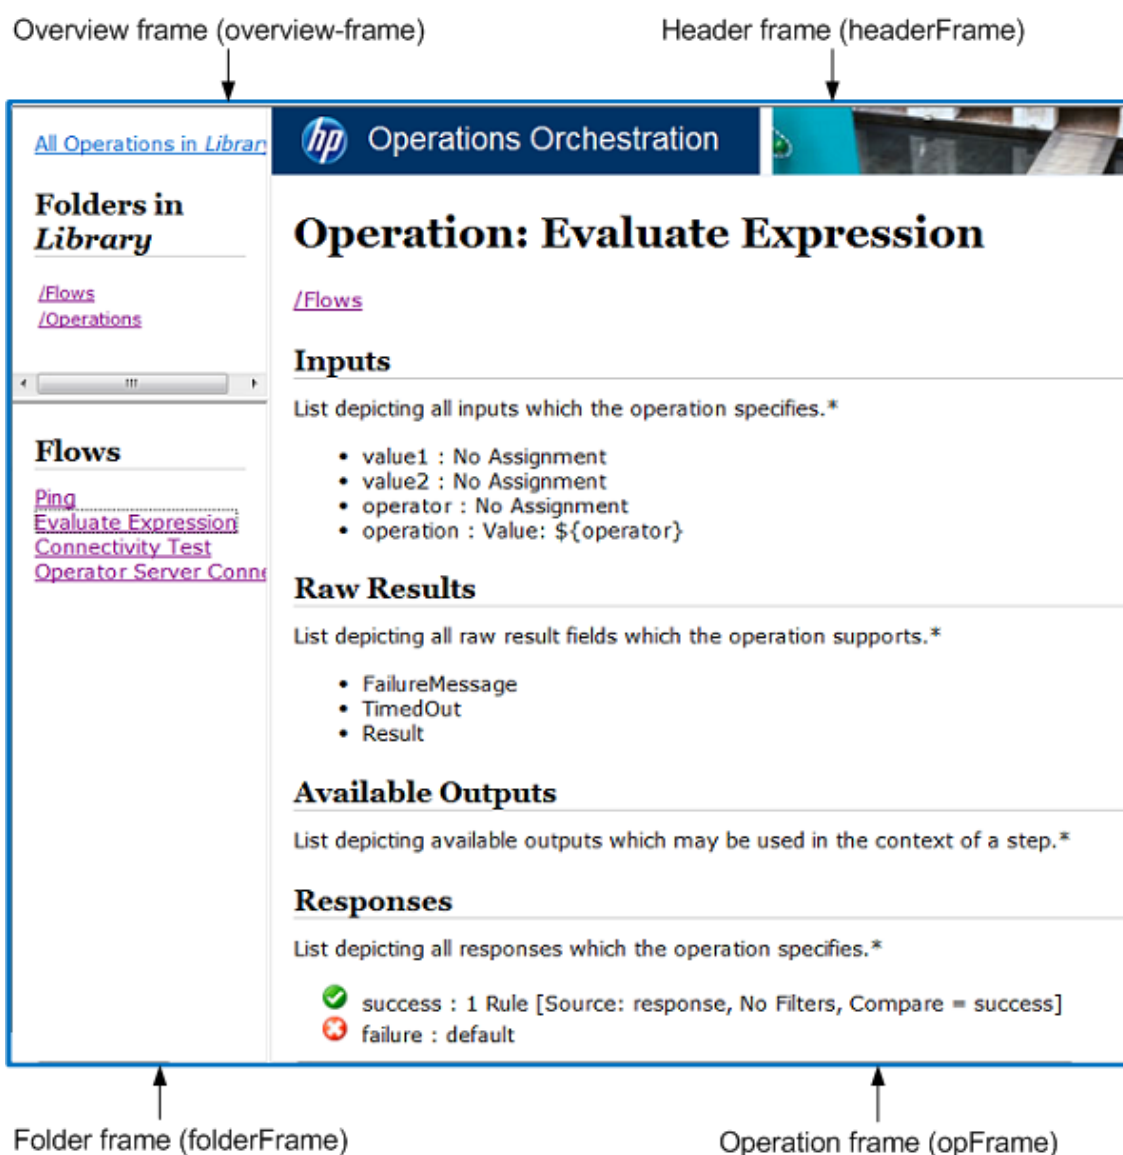 Overview frame (overview-frame)
Header frame (headerFrame)
All Operations in Library
Folders in
Library
/Flows
/Operations
Flows
Ping
Evaluate Expression
Connectivity Test
Operator Server Conne
hp Operations Orchestration
Operation: Evaluate Expression
/Flows
Inputs
List depicting all inputs which the operation specifies.*
• value1 : No Assignment
• value2 : No Assignment
• operator : No Assignment
• operation : Value: ${operator}
Raw Results
List depicting all raw result fields which the operation supports.*
• FailureMessage
• TimedOut
• Result
Available Outputs
List depicting available outputs which may be used in the context of a step.*
Responses
List depicting all responses which the operation specifies.*
success : 1 Rule [Source: response, No Filters, Compare = success]
failure : default
Folder frame (folderFrame)
Operation frame (opFrame)